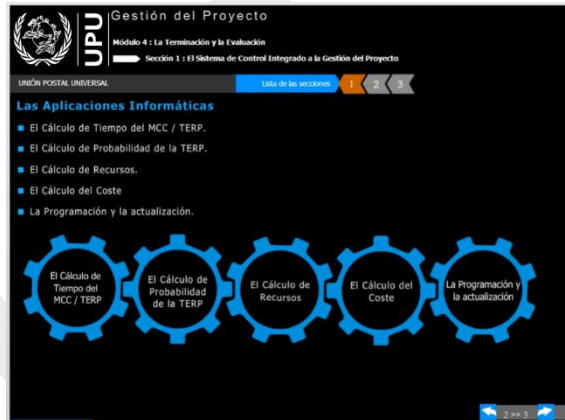 UPU
Gestión del Proyecto
Módulo 4 : La Terminación y la Evaluación
Sección 1 : El Sistema de Control Integrado a la Gestión del Proyecto
UNIÓN POSTAL UNIVERSAL
Lista de las secciones 1 2 3
Las Aplicaciones Informáticas
El Cálculo de Tiempo del MCC / TERP.
El Cálculo de Probabilidad de la TERP.
El Cálculo de Recursos.
El Cálculo del Coste
La Programación y la actualización.
El Cálculo de
Tiempo del
MCC / TERP
El Cálculo de
Probabilidad
de la TERP
El Cálculo de
Recursos
El Cálculo del
Coste
La Programación y
la actualización
2 >> 3